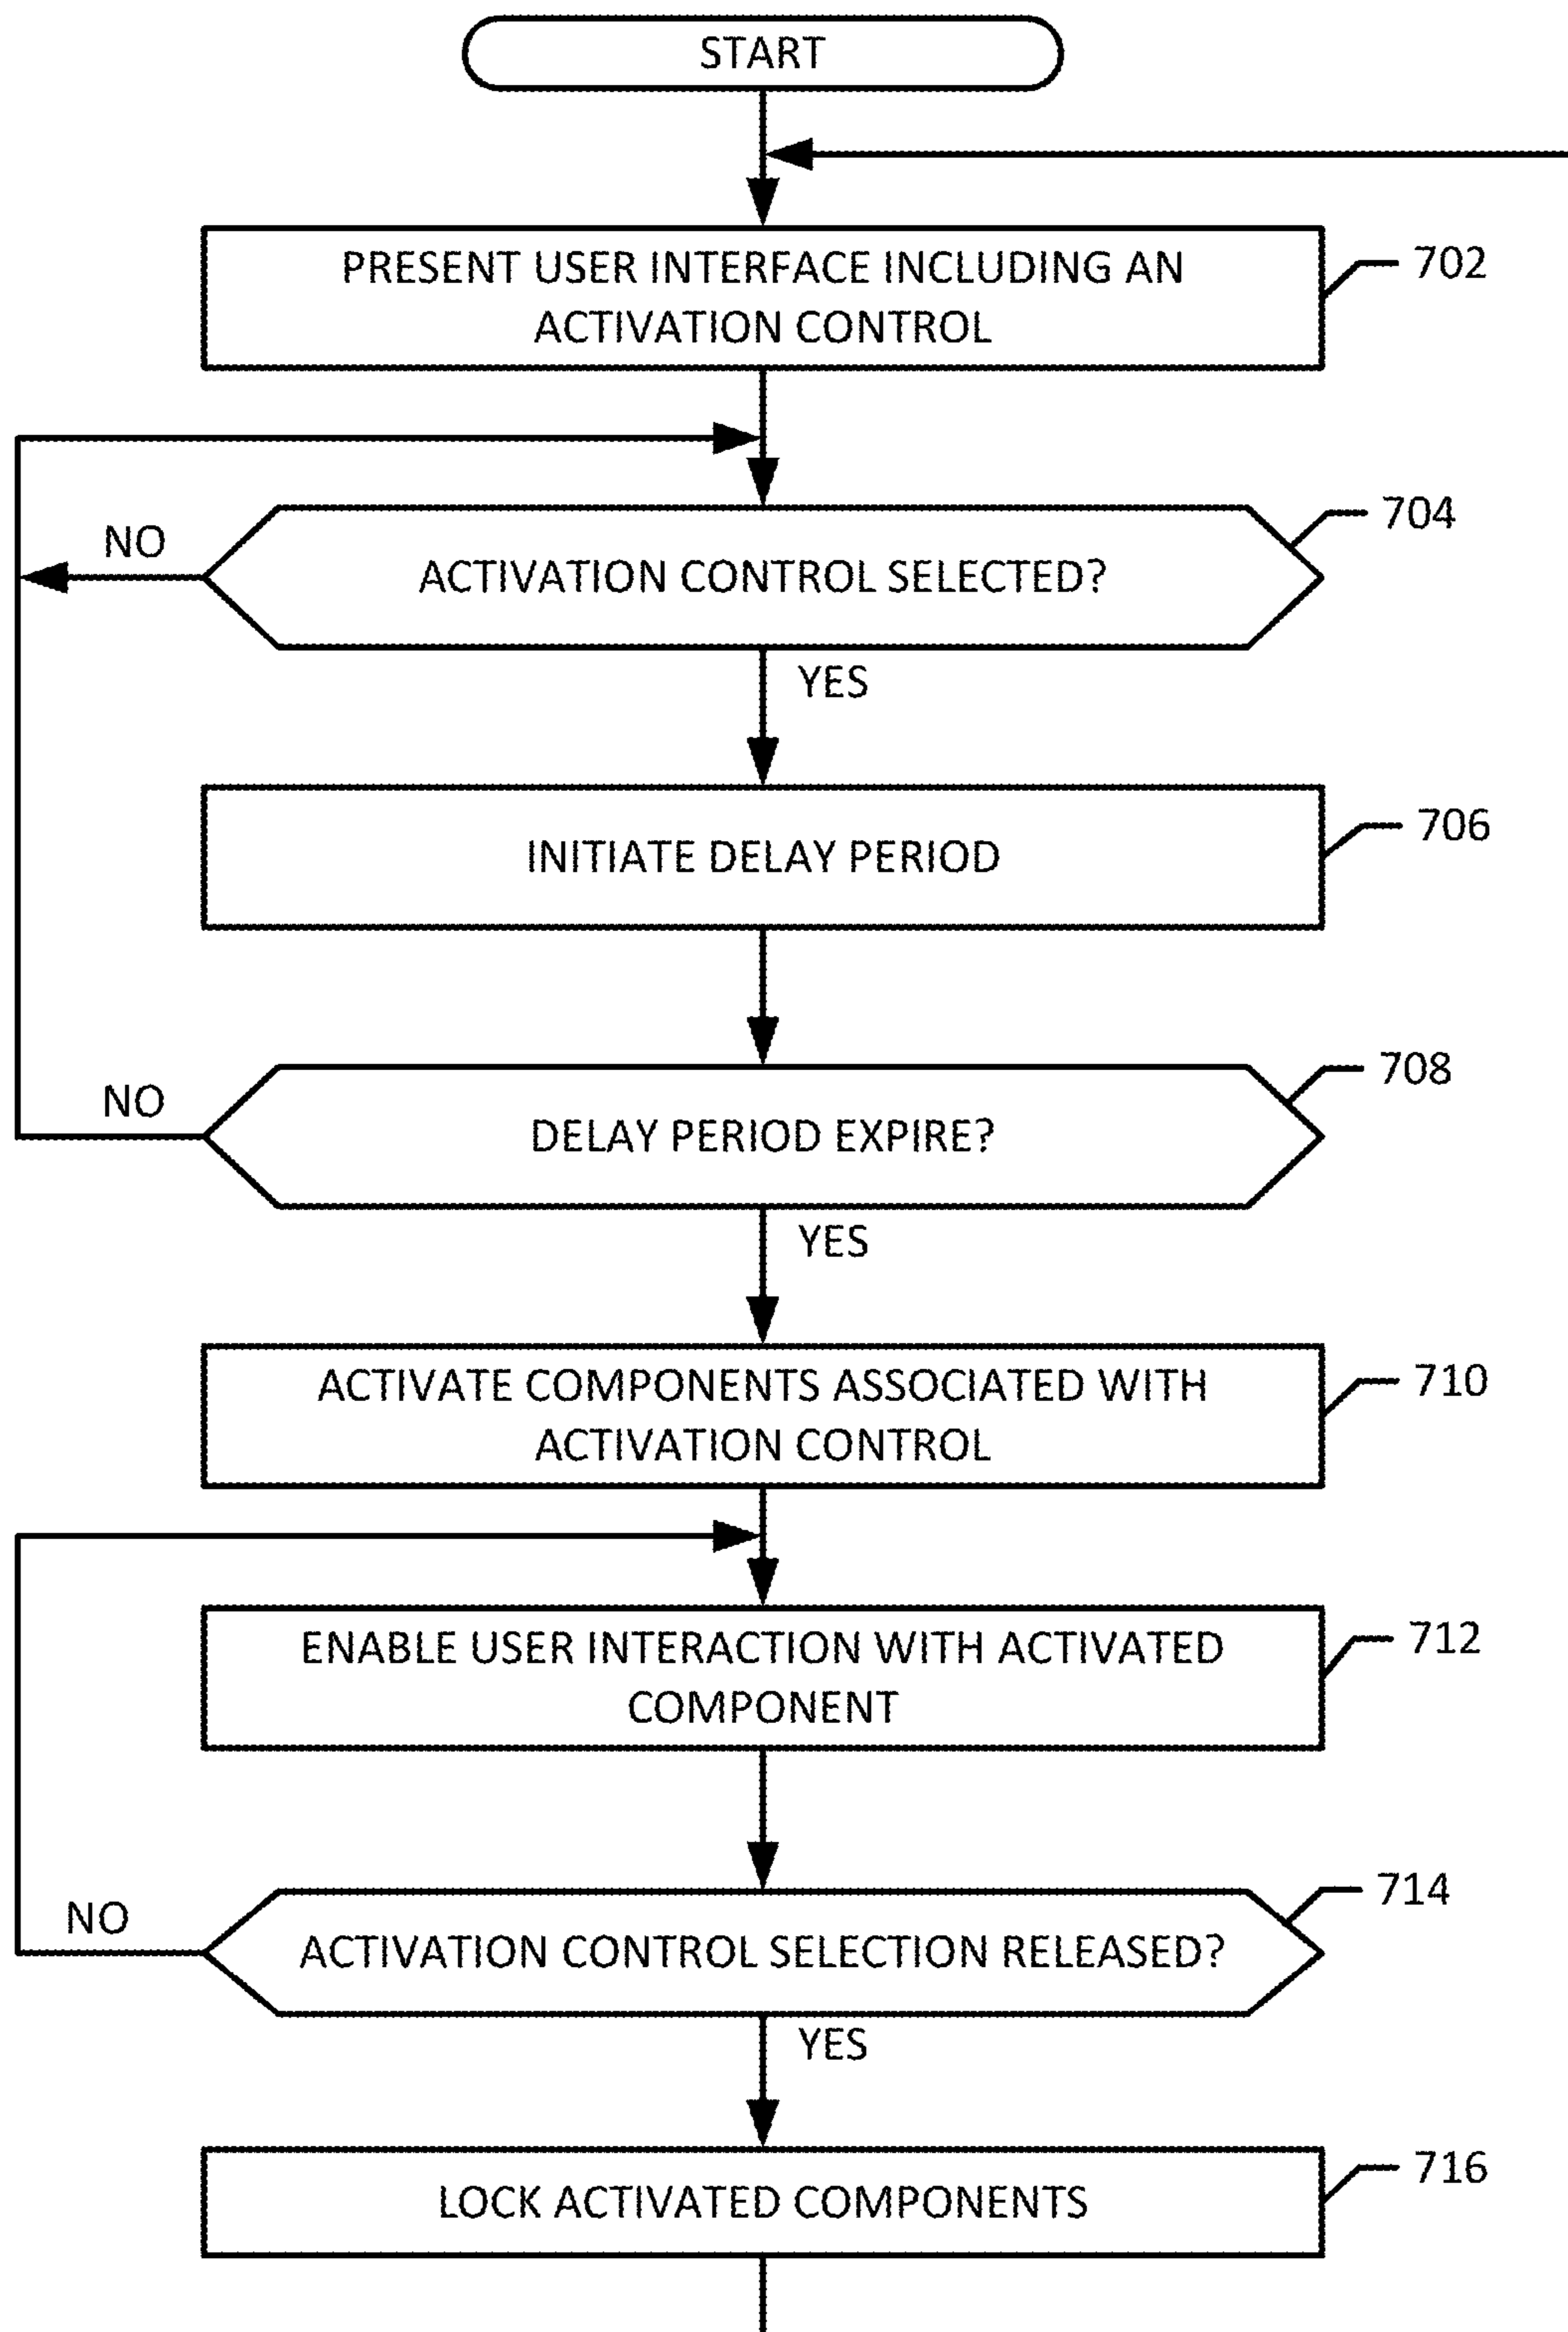 START
PRESENT USER INTERFACE INCLUDING AN
ACTIVATION CONTROL
702
704
NO
ACTIVATION CONTROL SELECTED?
YES
706
INITIATE DELAY PERIOD
708
NO
DELAY PERIOD EXPIRE?
YES
ACTIVATE COMPONENTS ASSOCIATED WITH
ACTIVATION CONTROL
710
ENABLE USER INTERACTION WITH ACTIVATED
COMPONENT
712
714
NO
ACTIVATION CONTROL SELECTION RELEASED?
YES
716
LOCK ACTIVATED COMPONENTS